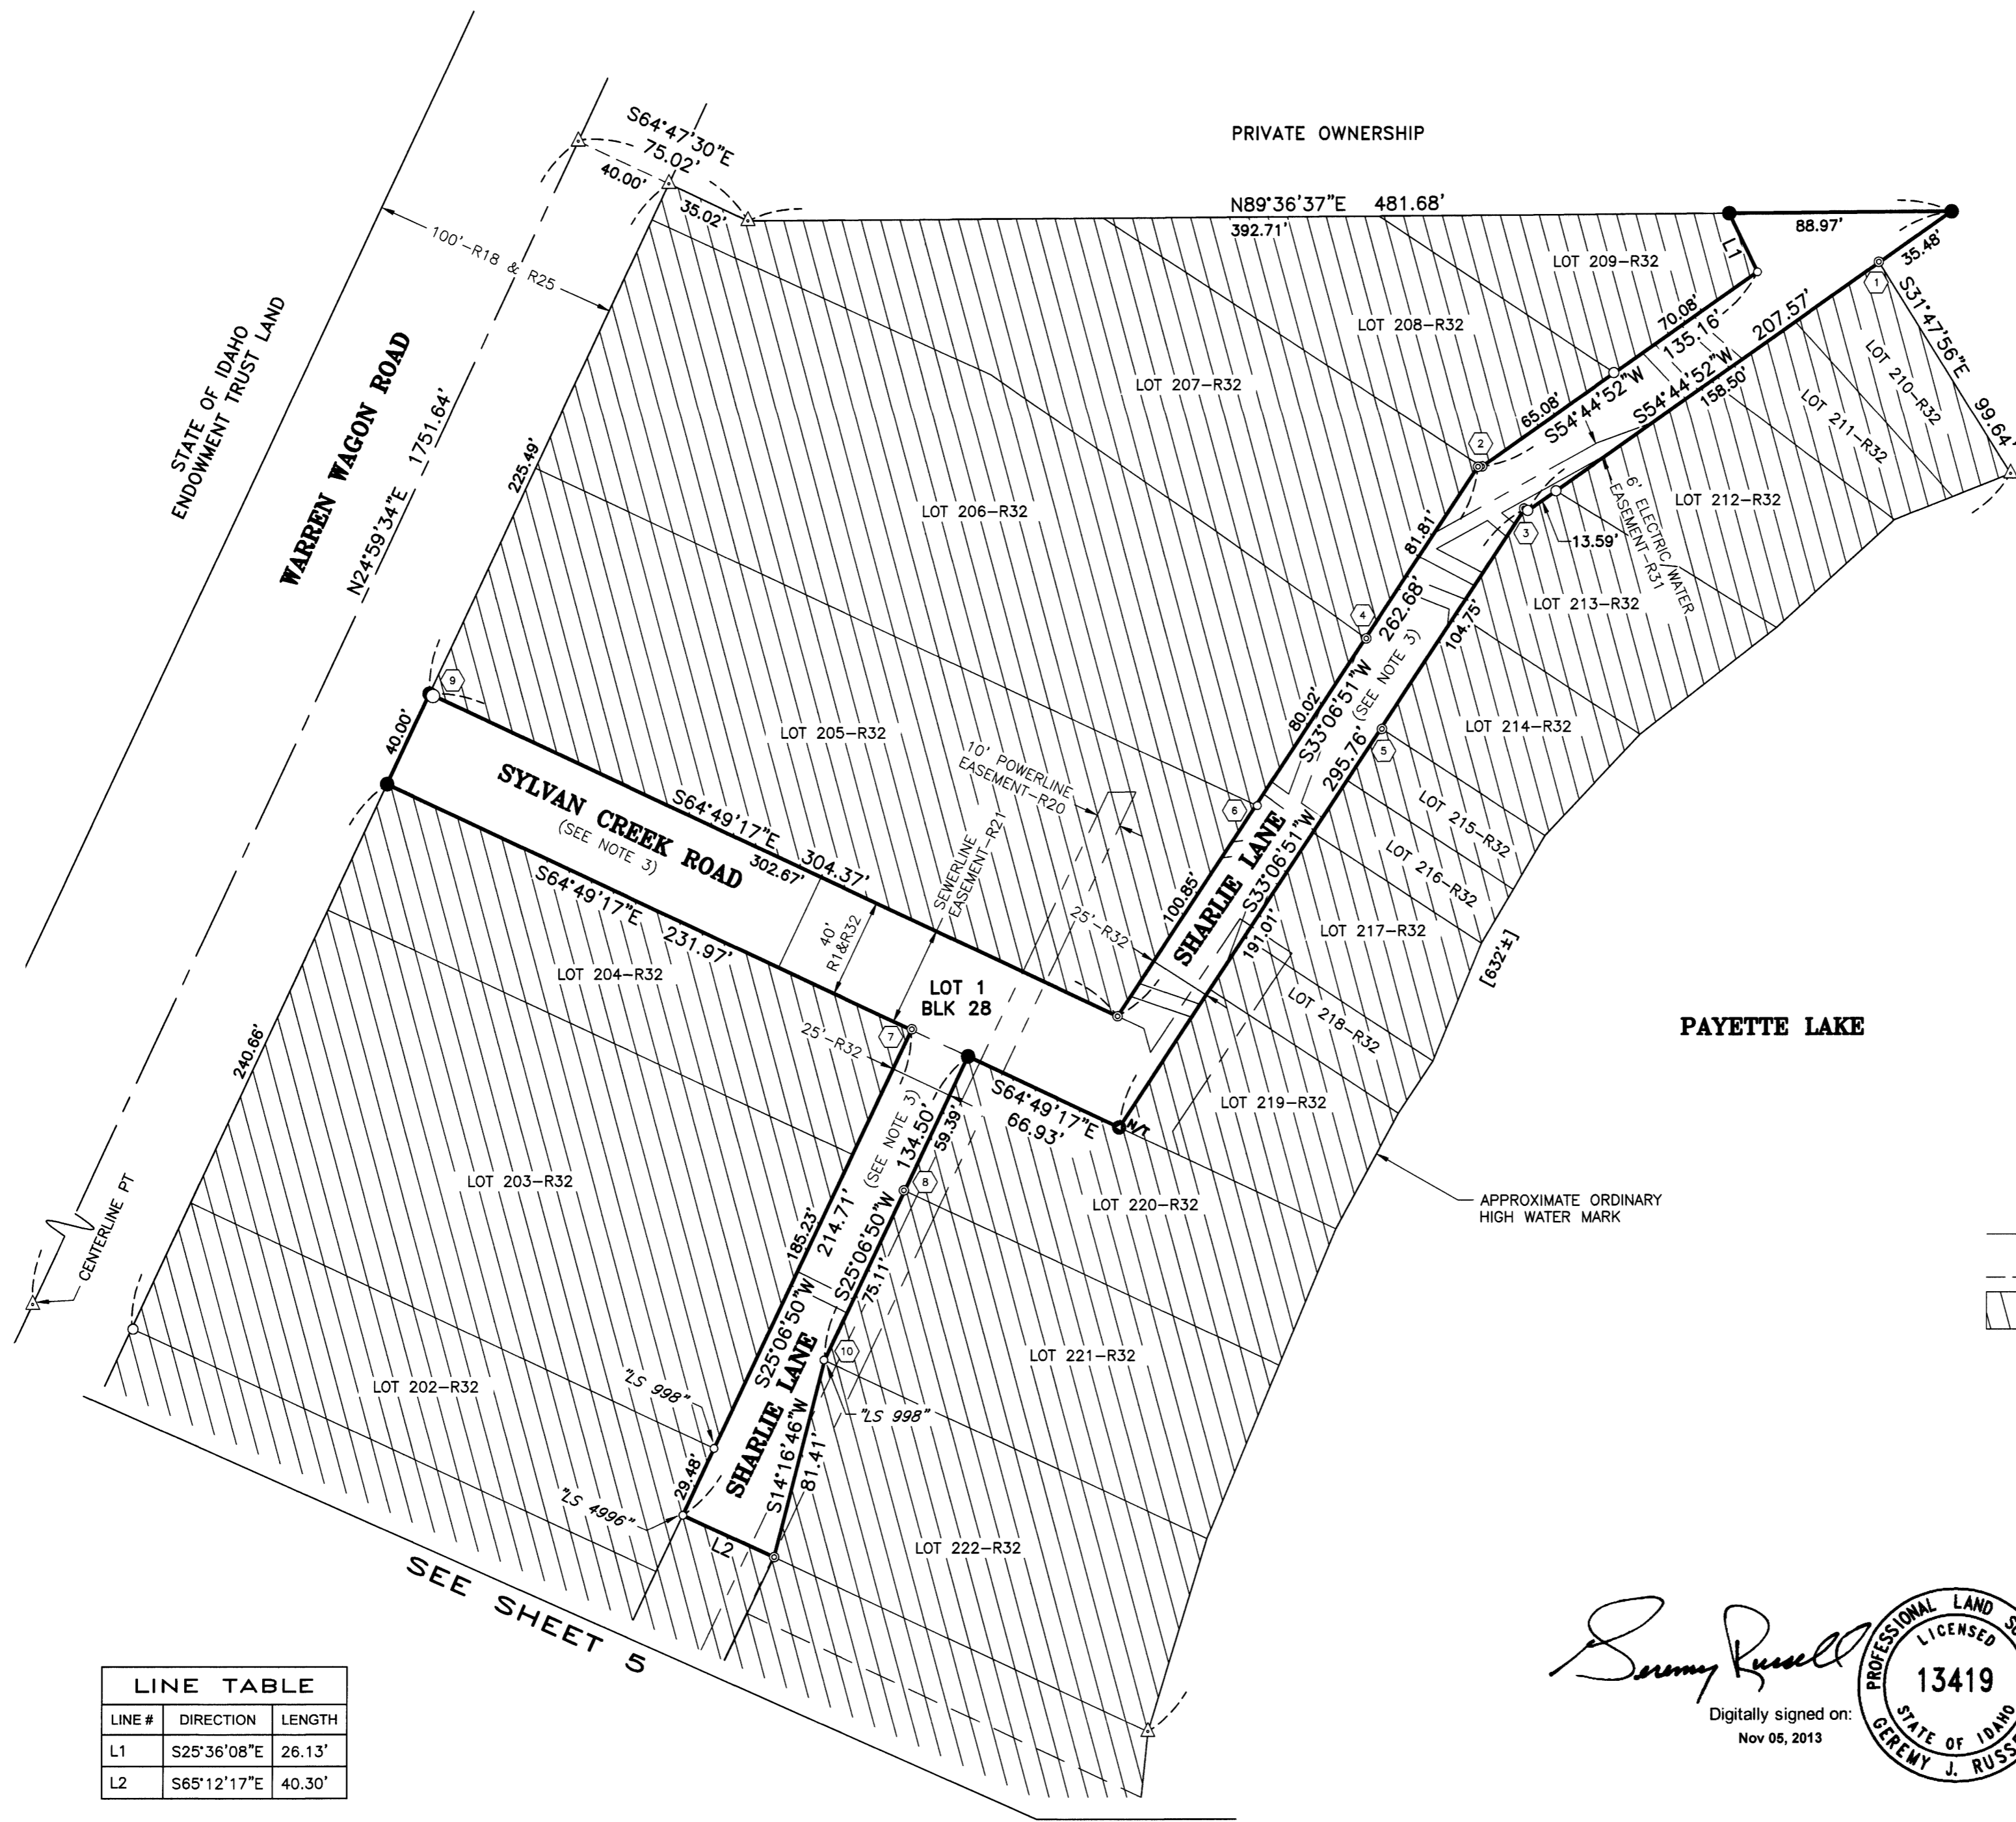 PRIVATE OWNERSHIP
S64°47'30"E
75.02'
40.00'
35.02'
N89°36'37"E 481.68'
392.71'
88.97'
L1
35.48'
1
S31°47'56"E
99.64'
100'-R18 & R25
STATE OF IDAHO
ENDOWMENT TRUST LAND
WARREN WAGON ROAD
N24°59'34"E 1751.64'
225.49'
LOT 209-R32
LOT 208-R32
LOT 207-R32
LOT 206-R32
LOT 205-R32
70.08'
135.16'
65.08'
S54°44'52"W
207.57'
S54°44'52"W
158.50'
LOT 210-R32
LOT 211-R32
LOT 212-R32
LOT 213-R32
LOT 214-R32
LOT 215-R32
LOT 216-R32
LOT 217-R32
LOT 218-R32
LOT 219-R32
LOT 220-R32
LOT 221-R32
LOT 222-R32
2
3
13.59'
6' ELECTRIC/WATER
EASEMENT-R31
81.81'
4
262.68'
(SEE NOTE 3)
S33°06'51"W
80.02'
104.75'
5
295.76'
S33°06'51"W
191.01'
6
SHARLIE LANE
100.85'
25'-R32
10' POWERLINE
EASEMENT-R20
SEWERLINE
EASEMENT-R21
9
40.00'
SYLVAN CREEK ROAD
(SEE NOTE 3)
S64°49'17"E 304.37'
302.67'
S64°49'17"E 231.97'
40'
R1&R32
LOT 1
BLK 28
7
25'-R32
LOT 204-R32
LOT 203-R32
LOT 202-R32
240.66'
S64°49'17"E
66.93'
N/T
[632'±]
PAYETTE LAKE
APPROXIMATE ORDINARY
HIGH WATER MARK
(SEE NOTE 3)
134.50'
59.39'
8
S25°06'50"W
75.11'
185.23'
214.71'
S25°06'50"W
10
SHARLIE LANE
"LS 998"
"LS 998"
S14°16'46"W
81.41'
29.48'
"LS 4996"
L2
CENTERLINE PT
SEE SHEET 5
LINE TABLE
LINE # DIRECTION LENGTH
L1 S25°36'08"E 26.13'
L2 S65°12'17"E 40.30'
Geremy Russell
Digitally signed on:
Nov 05, 2013
PROFESSIONAL LAND
LICENSED
13419
STATE OF IDAHO
GEREMY J. RUSS